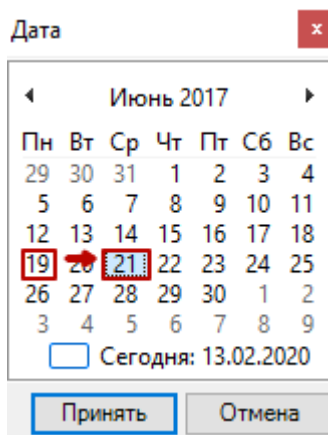 Дата
Июнь 2017
Пн Вт Ср Чт Пт Сб Вс
29 30 31 1 2 3 4
5 6 7 8 9 10 11
12 13 14 15 16 17 18
19 20 21 22 23 24 25
26 27 28 29 30 1 2
3 4 5 6 7 8 9
Сегодня: 13.02.2020
Принять Отмена